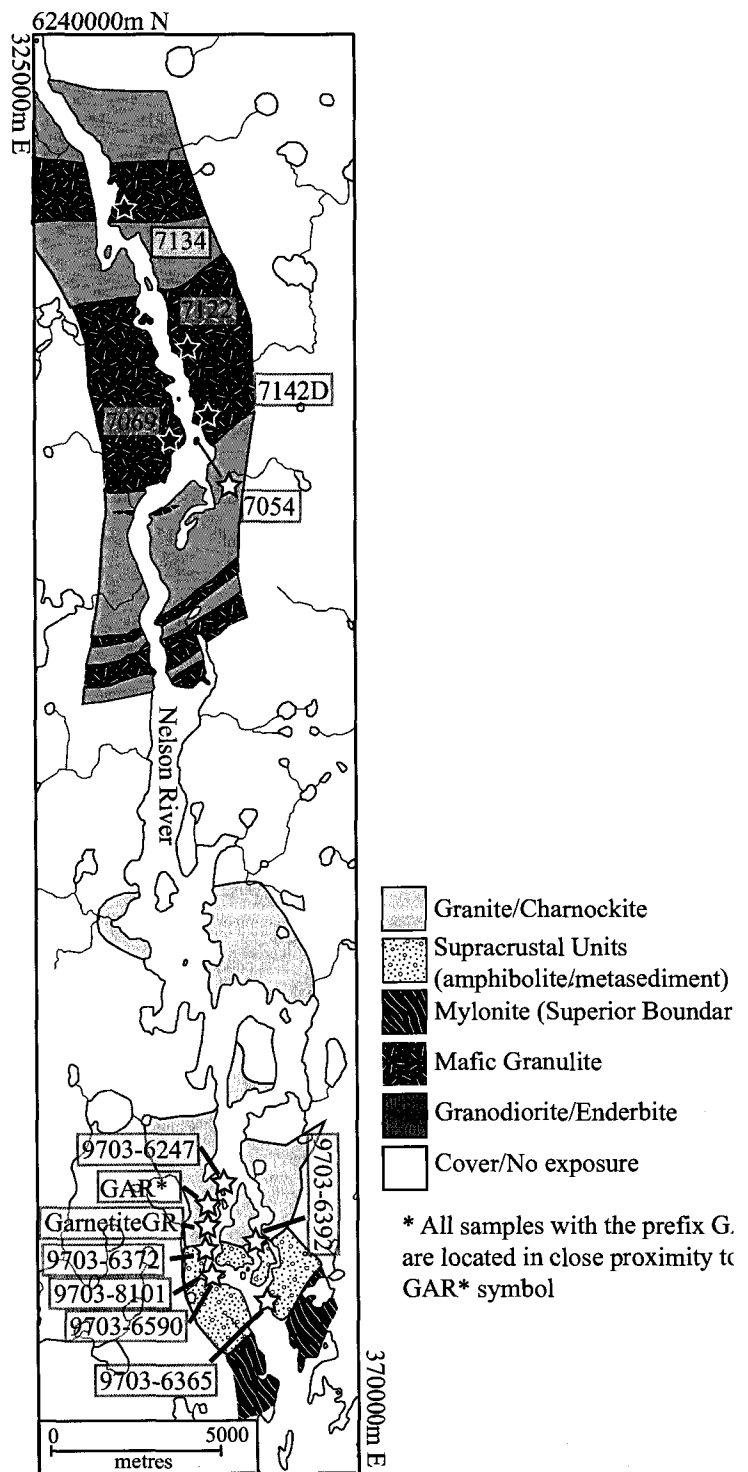 6240000m N
325000m E
7134
7122
7142D
7069
7054
Nelson River
Granite/Charnockite
Supracrustal Units
(amphibolite/metasediment)
Mylonite (Superior Boundar
Mafic Granulite
Granodiorite/Enderbite
Cover/No exposure
9703-6247
9703-6392
GAR*
GarnetiteGR
9703-6372
9703-8101
9703-6590
9703-6365
* All samples with the prefix G
are located in close proximity to
GAR* symbol
370000m E
0 5000
metres